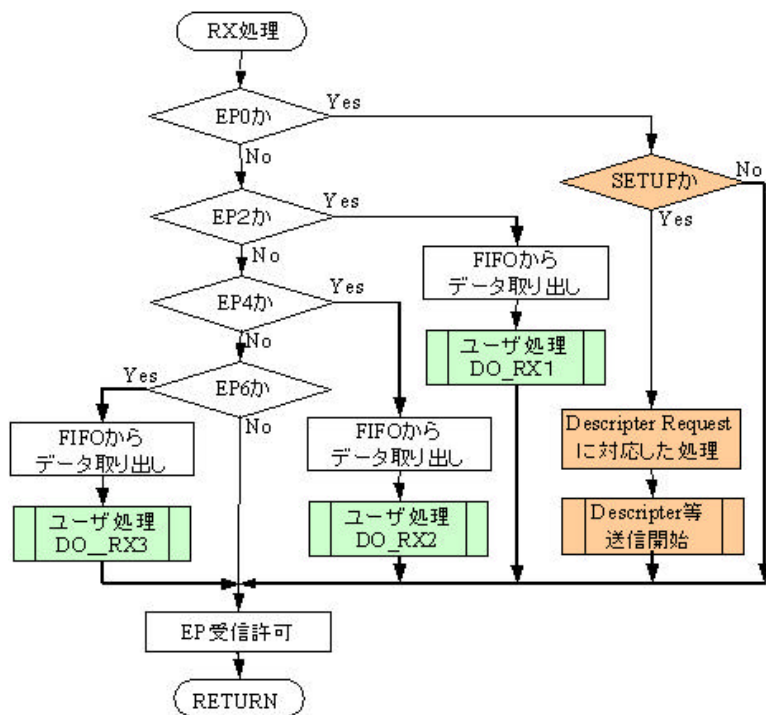 RX処理
EP0か
Yes
No
SETUPか
No
Yes
EP2か
Yes
No
FIFOから
データ取り出し
EP4か
Yes
No
ユーザ処理
DO_RX1
EP6か
Yes
No
FIFOから
データ取り出し
FIFOから
データ取り出し
Descripter Request
に対応した処理
ユーザ処理
DO__RX3
ユーザ処理
DO_RX2
Descripter等
送信開始
EP受信許可
RETURN